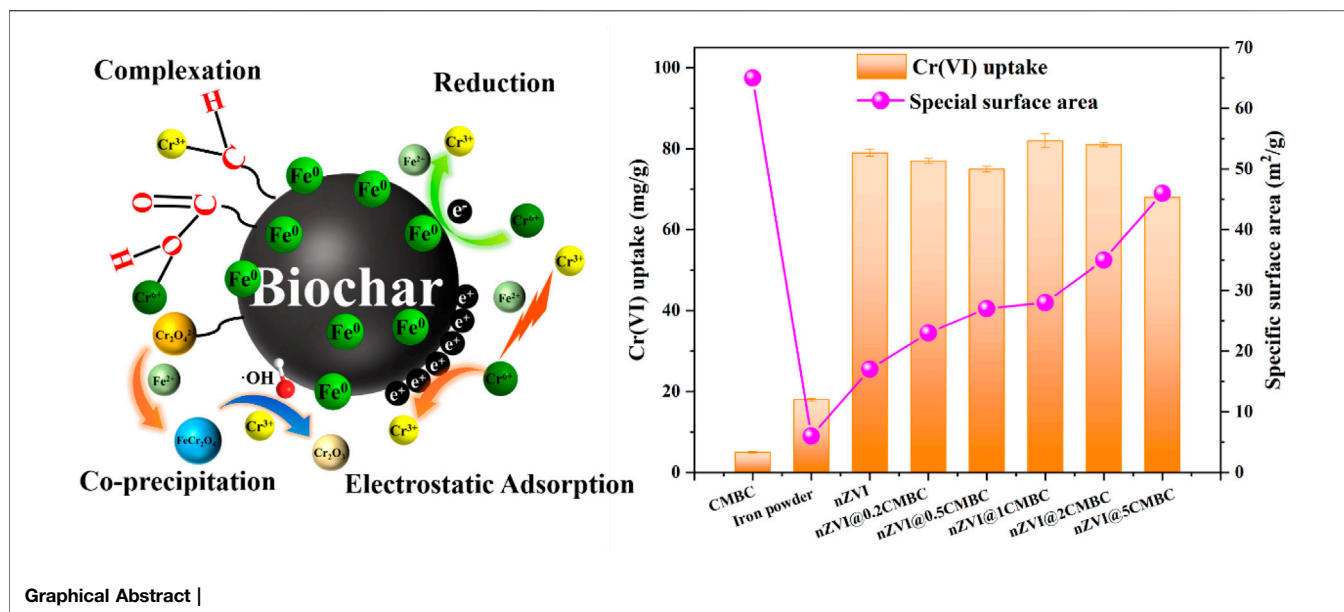 Complexation
Reduction
H
Cr³⁺
C
O
C
O
H
Cr⁶⁺
Fe⁰
Fe⁰
Fe⁰
Fe⁰
Fe⁰
Biochar
Fe⁰
Fe⁰
Fe⁰
Fe²⁺
Cr³⁺
e⁻
Cr⁶⁺
Cr³⁺
Fe²⁺
e⁺
e⁺
e⁺
e⁺
e⁺
e⁺
Cr⁶⁺
Cr³⁺
Cr₂O₄²⁻
Fe²⁺
·OH
FeCr₂O₄
Cr³⁺
Cr₂O₃
Co-precipitation
Electrostatic Adsorption
Cr(VI) uptake
Special surface area
Cr(VI) uptake (mg/g)
100
80
60
40
20
0
Specific surface area (m²/g)
70
60
50
40
30
20
10
0
CMBC
Iron powder
nZVI
nZVI@0.2CMBC
nZVI@0.5CMBC
nZVI@1CMBC
nZVI@2CMBC
nZVI@5CMBC
Graphical Abstract |